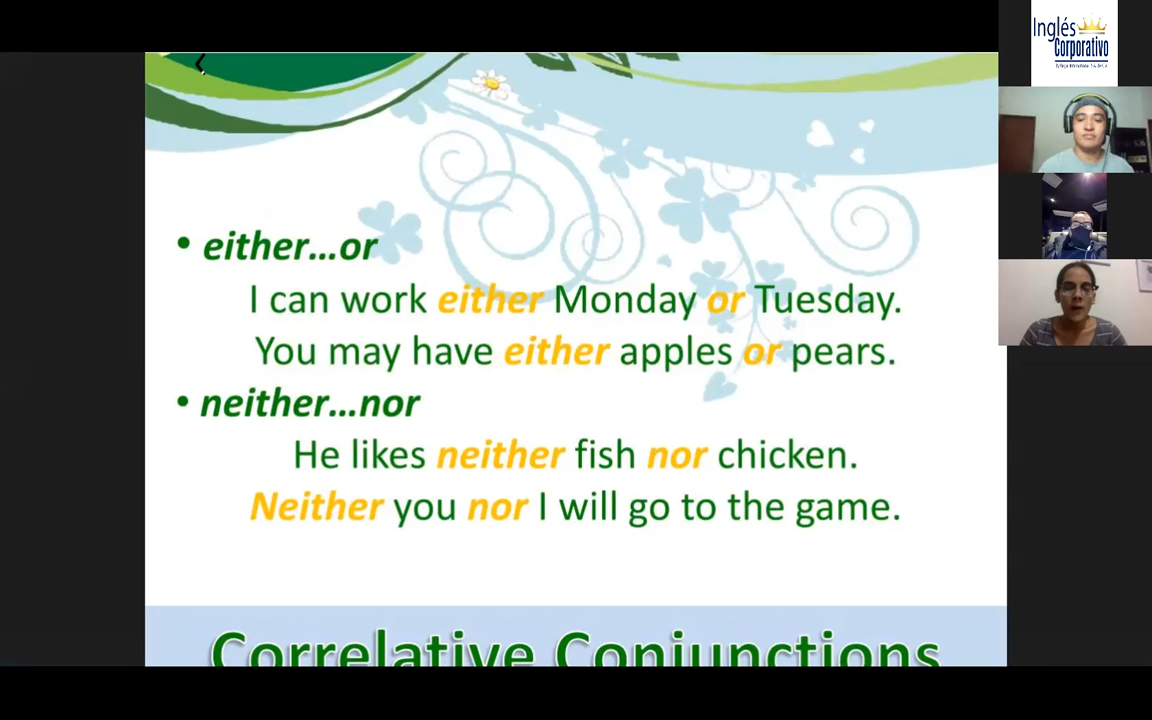 Inglés
Corporativo
• either...or
I can work either Monday or Tuesday.
You may have either apples or pears.
• neither...nor
He likes neither fish nor chicken.
Neither you nor I will go to the game.
Correlative Conjunctions